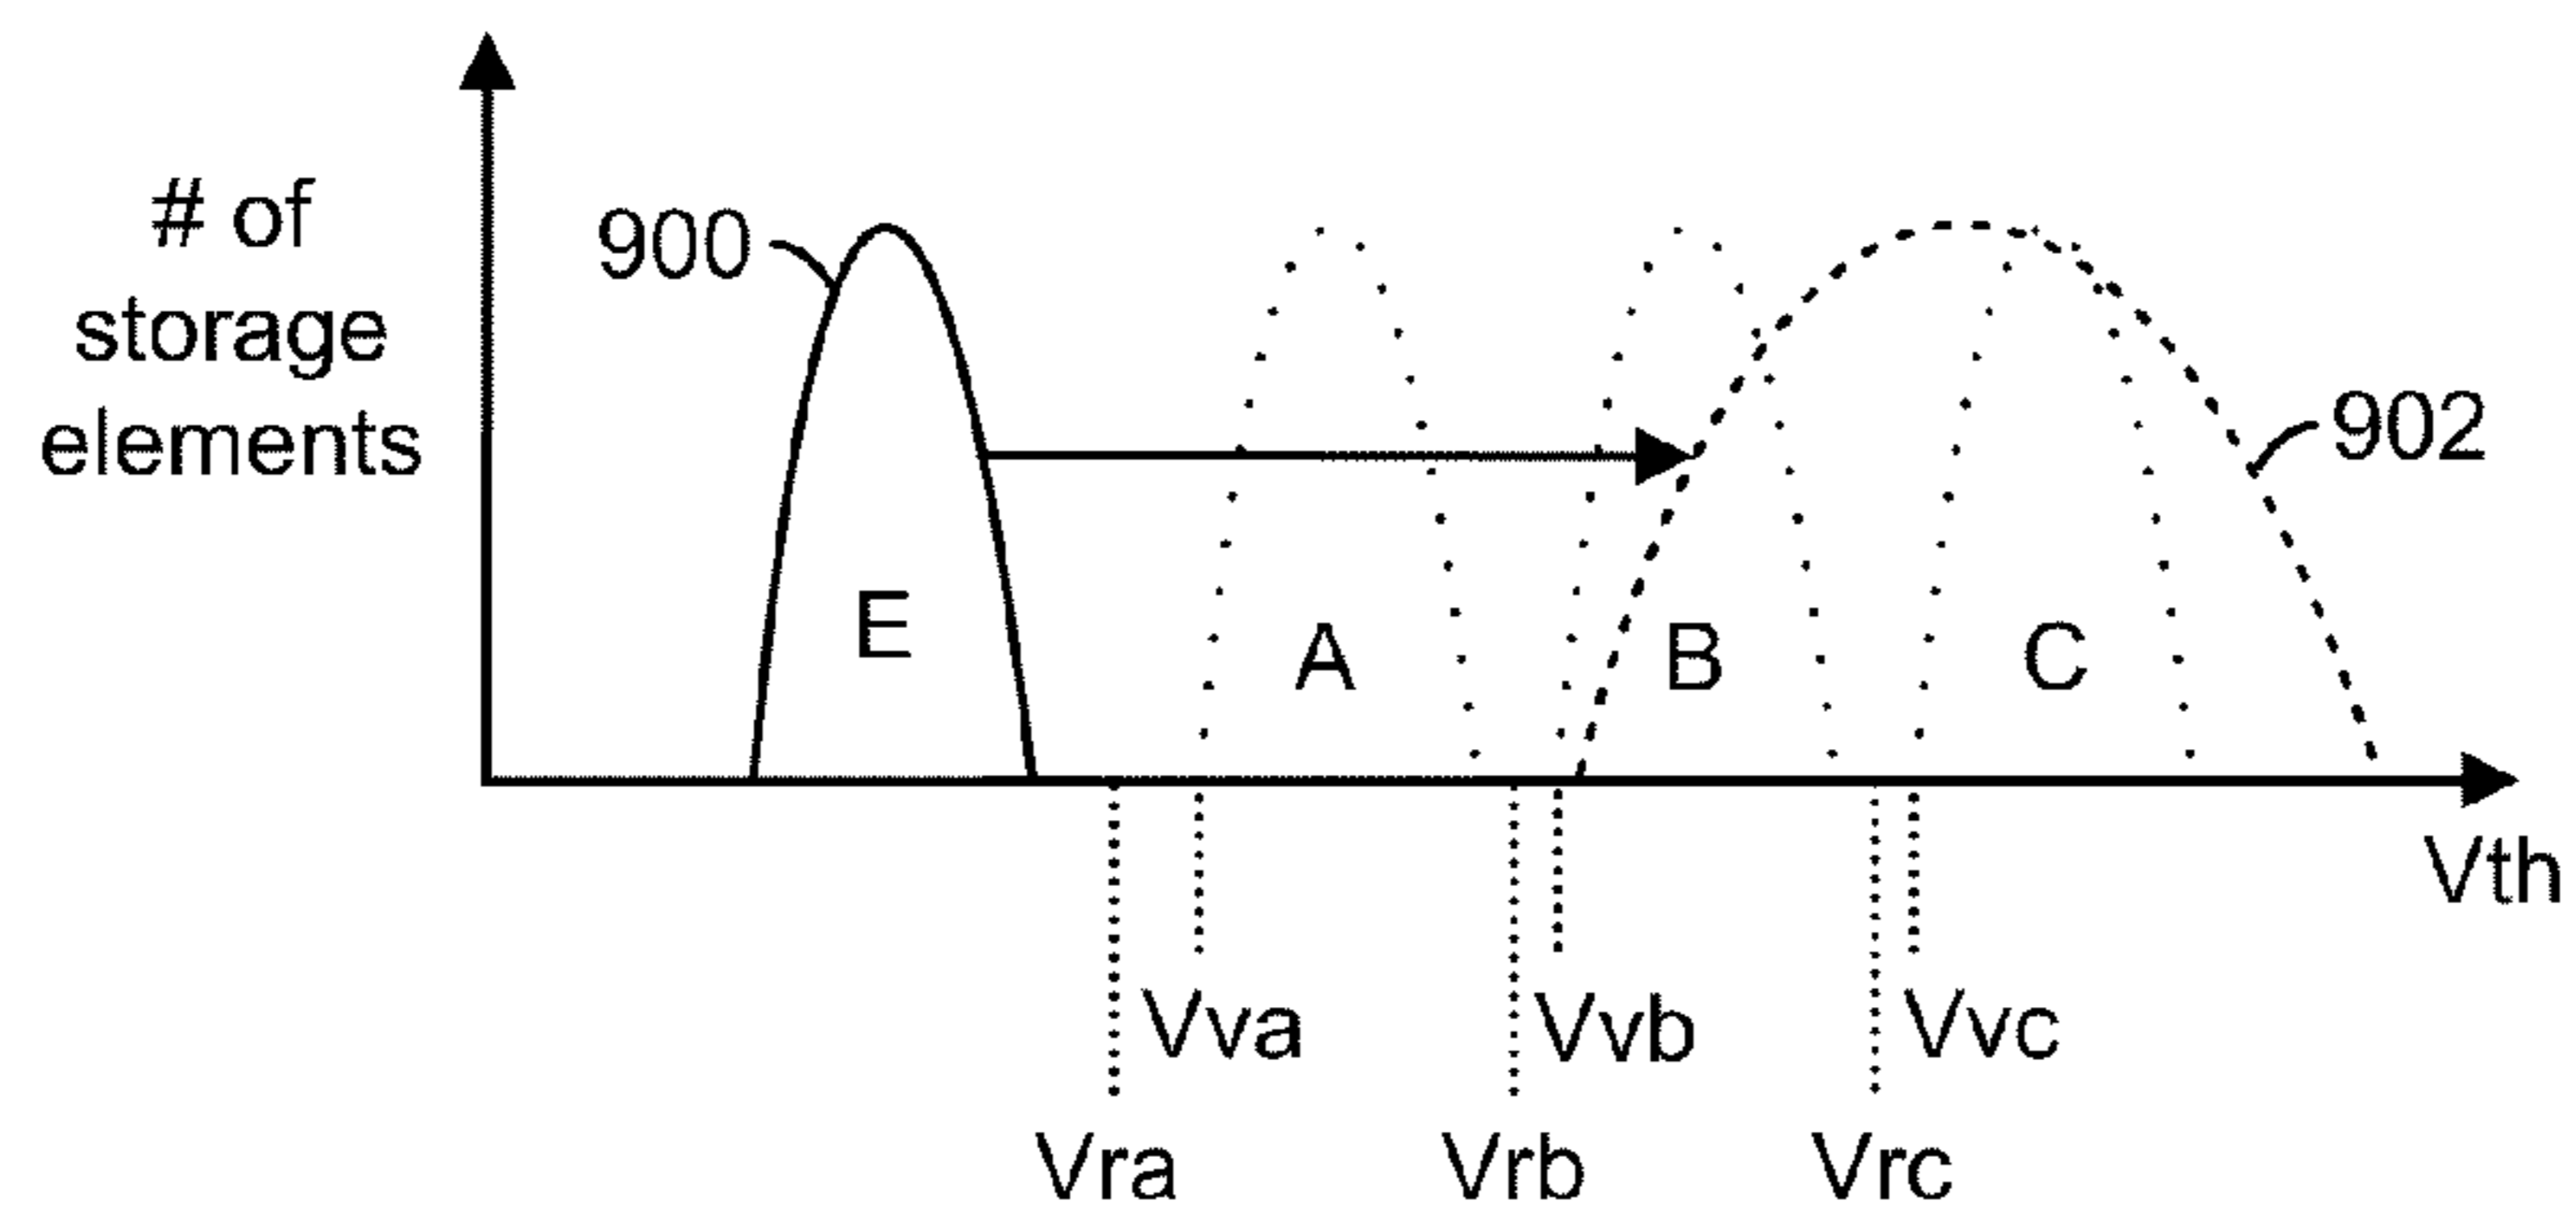 # of
storage
elements
900
902
E
A
B
C
Vth
Vva
Vvb
Vvc
Vra
Vrb
Vrc